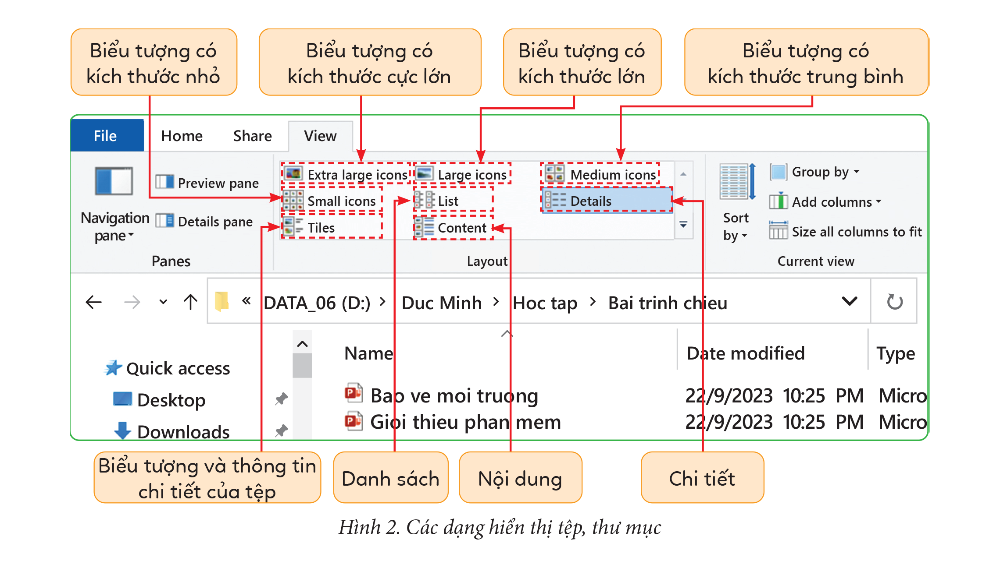 Biểu tượng có
kích thước nhỏ
Biểu tượng có
kích thước cực lớn
Biểu tượng có
kích thước lớn
Biểu tượng có
kích thước trung bình
File
Home
Share
View
Navigation
pane
Preview pane
Details pane
Panes
Extra large icons
Large icons
Medium icons
Small icons
List
Details
Tiles
Content
Layout
Sort
by
Group by
Add columns
Size all columns to fit
Current view
« DATA_06 (D:) > Duc Minh > Hoc tap > Bai trinh chieu
Quick access
Desktop
Downloads
Name
Date modified
Type
Bao ve moi truong
22/9/2023 10:25 PM
Micro
Gioi thieu phan mem
22/9/2023 10:25 PM
Micro
Biểu tượng và thông tin
chi tiết của tệp
Danh sách
Nội dung
Chi tiết
Hình 2. Các dạng hiển thị tệp, thư mục